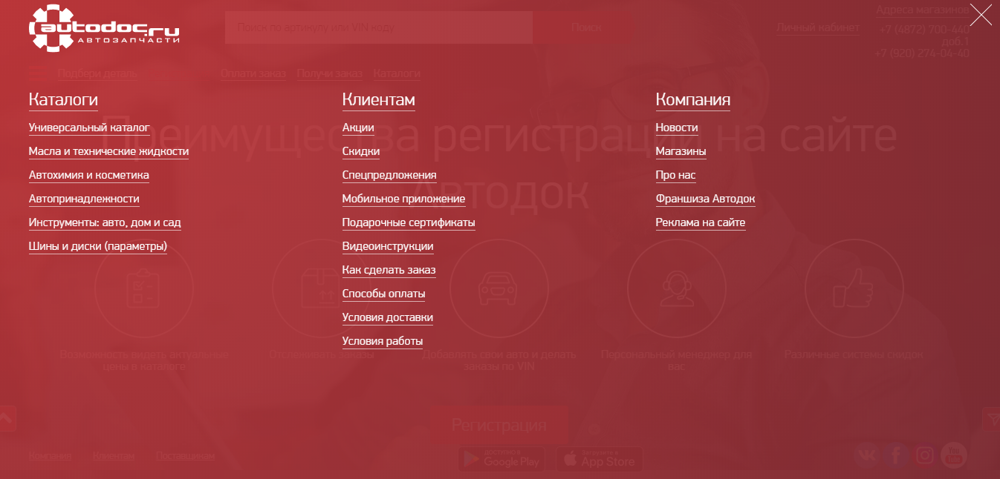 autodoc.ru
АВТОЗАПЧАСТИ
Поиск по артикулу или VIN коду
Поиск
Личный кабинет
Адреса магазинов
+7 (4872) 700-440
доб.1
+7 (920) 274-04-40
Подбери деталь
Оплати заказ
Получи заказ
Каталоги
Преимущества регистрации на сайте
Автодок
Каталоги
Универсальный каталог
Масла и технические жидкости
Автохимия и косметика
Автопринадлежности
Инструменты: авто, дом и сад
Шины и диски (параметры)
Клиентам
Акции
Скидки
Спецпредложения
Мобильное приложение
Подарочные сертификаты
Видеоинструкции
Как сделать заказ
Способы оплаты
Условия доставки
Условия работы
Компания
Новости
Магазины
Про нас
Франшиза Автодок
Реклама на сайте
Возможность видеть актуальные
цены в каталоге
Отслеживать заказы
Добавлять свои авто и делать
заказы по VIN
Персональный менеджер для
вас
Различные системы скидок
Регистрация
Компания
Клиентам
Поставщикам
ДОСТУПНО В
Google Play
Загрузите в
App Store
You
Tube